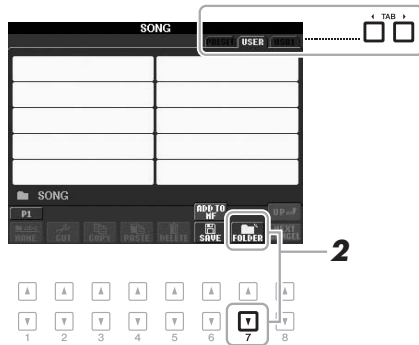 SONG
PRESET USER USB1
TAB
SONG
P1
ADD TO MF
UP
NAME CUT COPY PASTE DELETE SAVE FOLDER NEXT
2
1 2 3 4 5 6 7 8